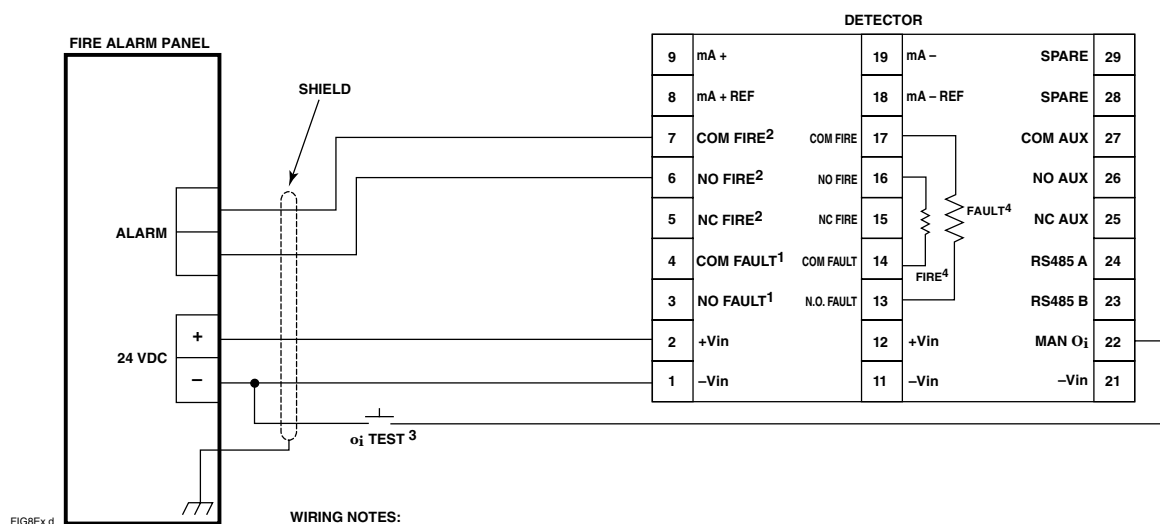 DETECTOR
FIRE ALARM PANEL
SHIELD
ALARM
24 VDC
+
–
oi TEST 3
9 mA + 19 mA – SPARE 29
8 mA + REF 18 mA – REF SPARE 28
7 COM FIRE2 COM FIRE 17 COM AUX 27
6 NO FIRE2 NO FIRE 16 NO AUX 26
5 NC FIRE2 NC FIRE 15 NC AUX 25
4 COM FAULT1 COM FAULT 14 RS485 A 24
3 NO FAULT1 N.O. FAULT 13 RS485 B 23
2 +Vin 12 +Vin MAN Oi 22
1 –Vin 11 –Vin –Vin 21
FAULT4
FIRE4
FIG8Ex.d
WIRING NOTES: